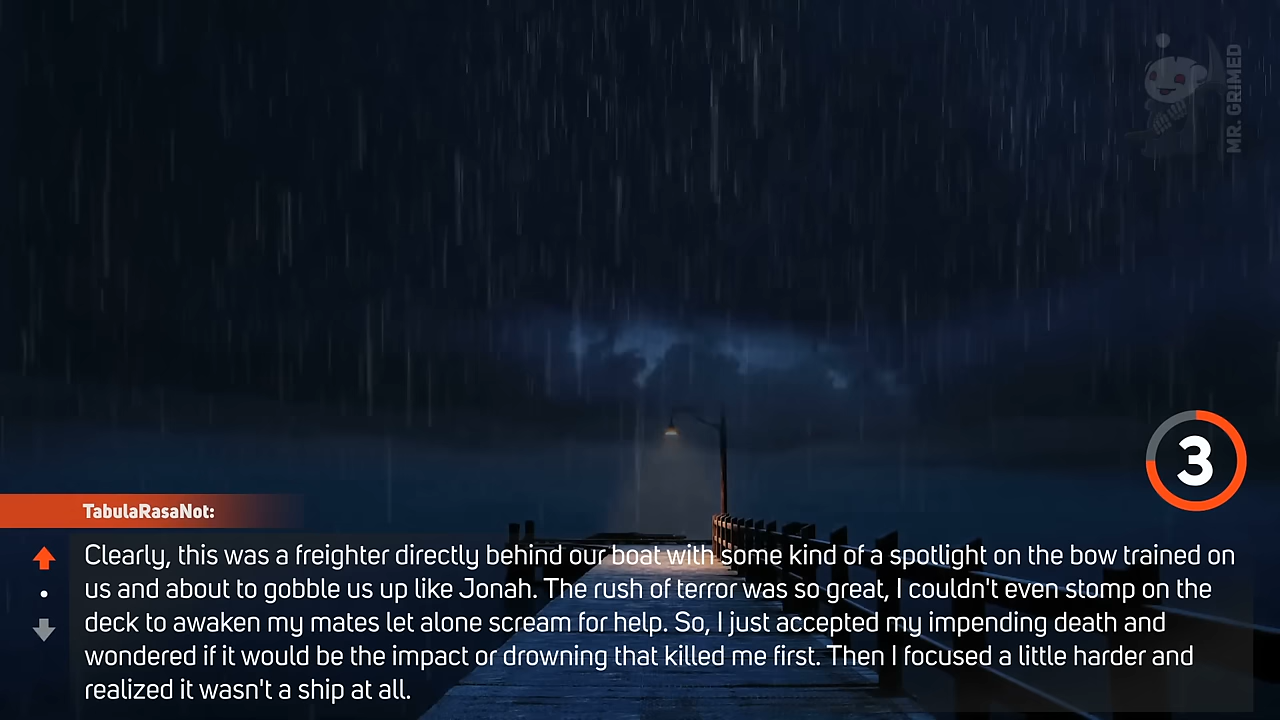 MR. GRIMED
3
TabulaRasaNot:
Clearly, this was a freighter directly behind our boat with some kind of a spotlight on the bow trained on
us and about to gobble us up like Jonah. The rush of terror was so great, I couldn't even stomp on the
deck to awaken my mates let alone scream for help. So, I just accepted my impending death and
wondered if it would be the impact or drowning that killed me first. Then I focused a little harder and
realized it wasn't a ship at all.